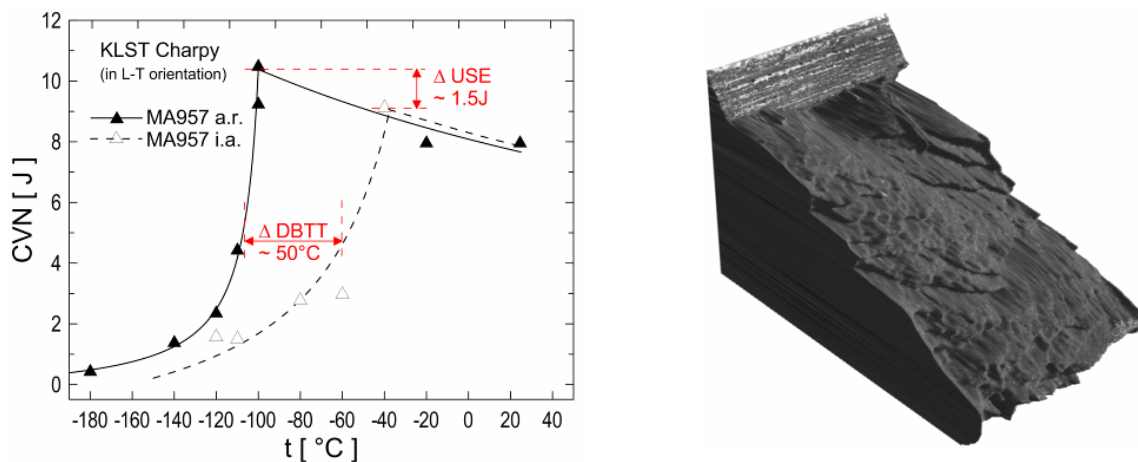 12
10
8
6
4
2
0
CVN [ J ]
KLST Charpy
(in L-T orientation)
MA957 a.r.
MA957 i.a.
Δ USE
~ 1.5J
Δ DBTT
~ 50°C
-180 -160 -140 -120 -100 -80 -60 -40 -20 0 20 40
t [ °C ]